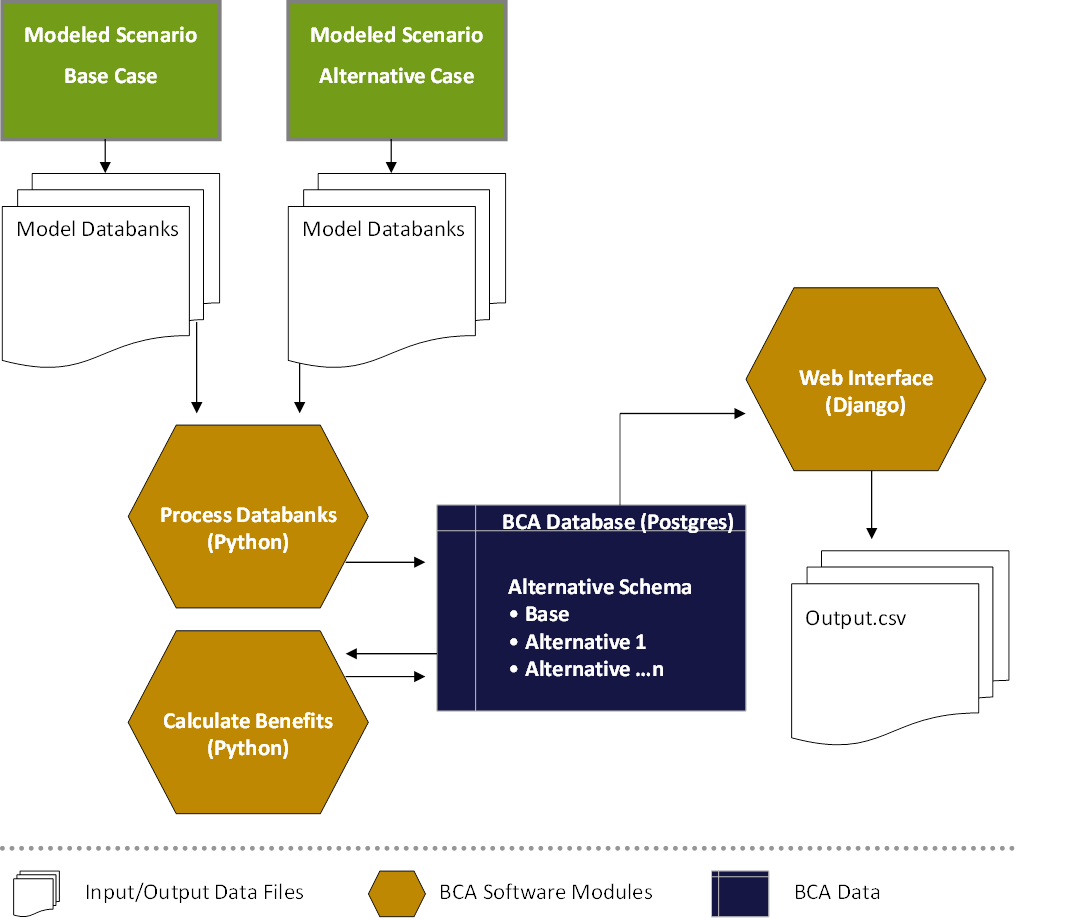 Modeled Scenario
Base Case
Modeled Scenario
Alternative Case
Model Databanks
Model Databanks
Web Interface
(Django)
Process Databanks
(Python)
BCA Database (Postgres)
Alternative Schema
• Base
• Alternative 1
• Alternative ...n
Output.csv
Calculate Benefits
(Python)
Input/Output Data Files
BCA Software Modules
BCA Data